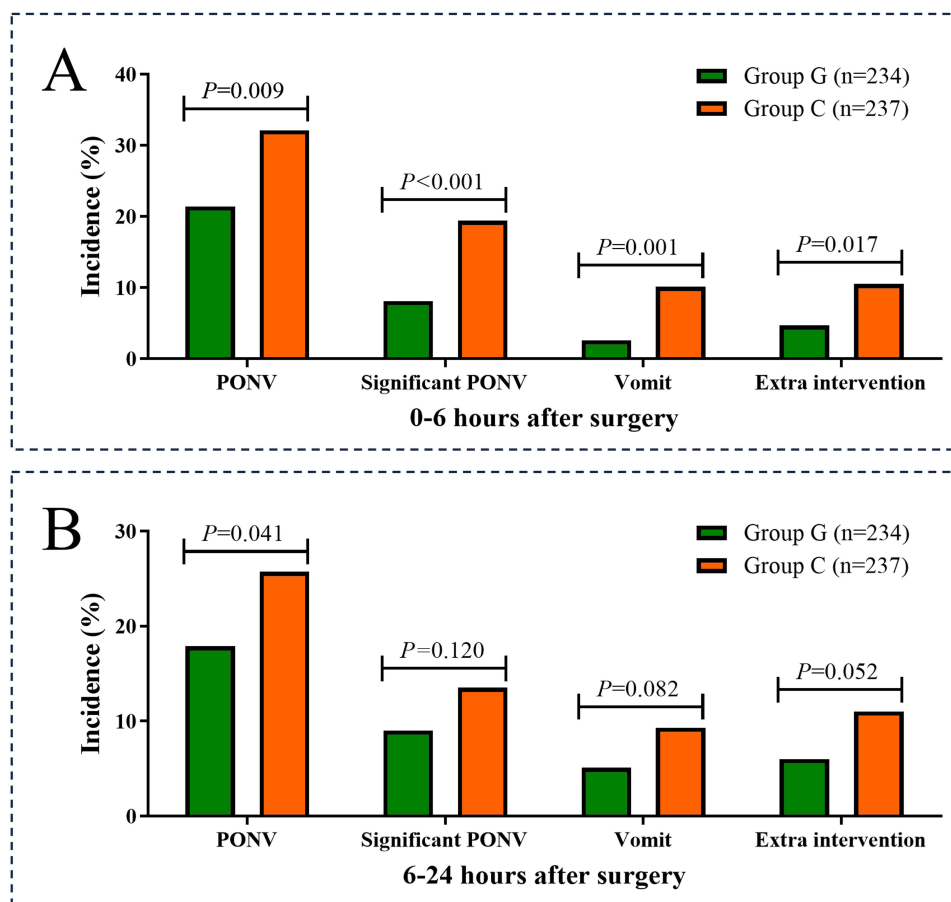 A
Incidence (%)
40
30
20
10
0
P=0.009
P<0.001
P=0.001
P=0.017
Group G (n=234)
Group C (n=237)
PONV
Significant PONV
Vomit
Extra intervention
0-6 hours after surgery
B
Incidence (%)
30
20
10
0
P=0.041
P=0.120
P=0.082
P=0.052
Group G (n=234)
Group C (n=237)
PONV
Significant PONV
Vomit
Extra intervention
6-24 hours after surgery